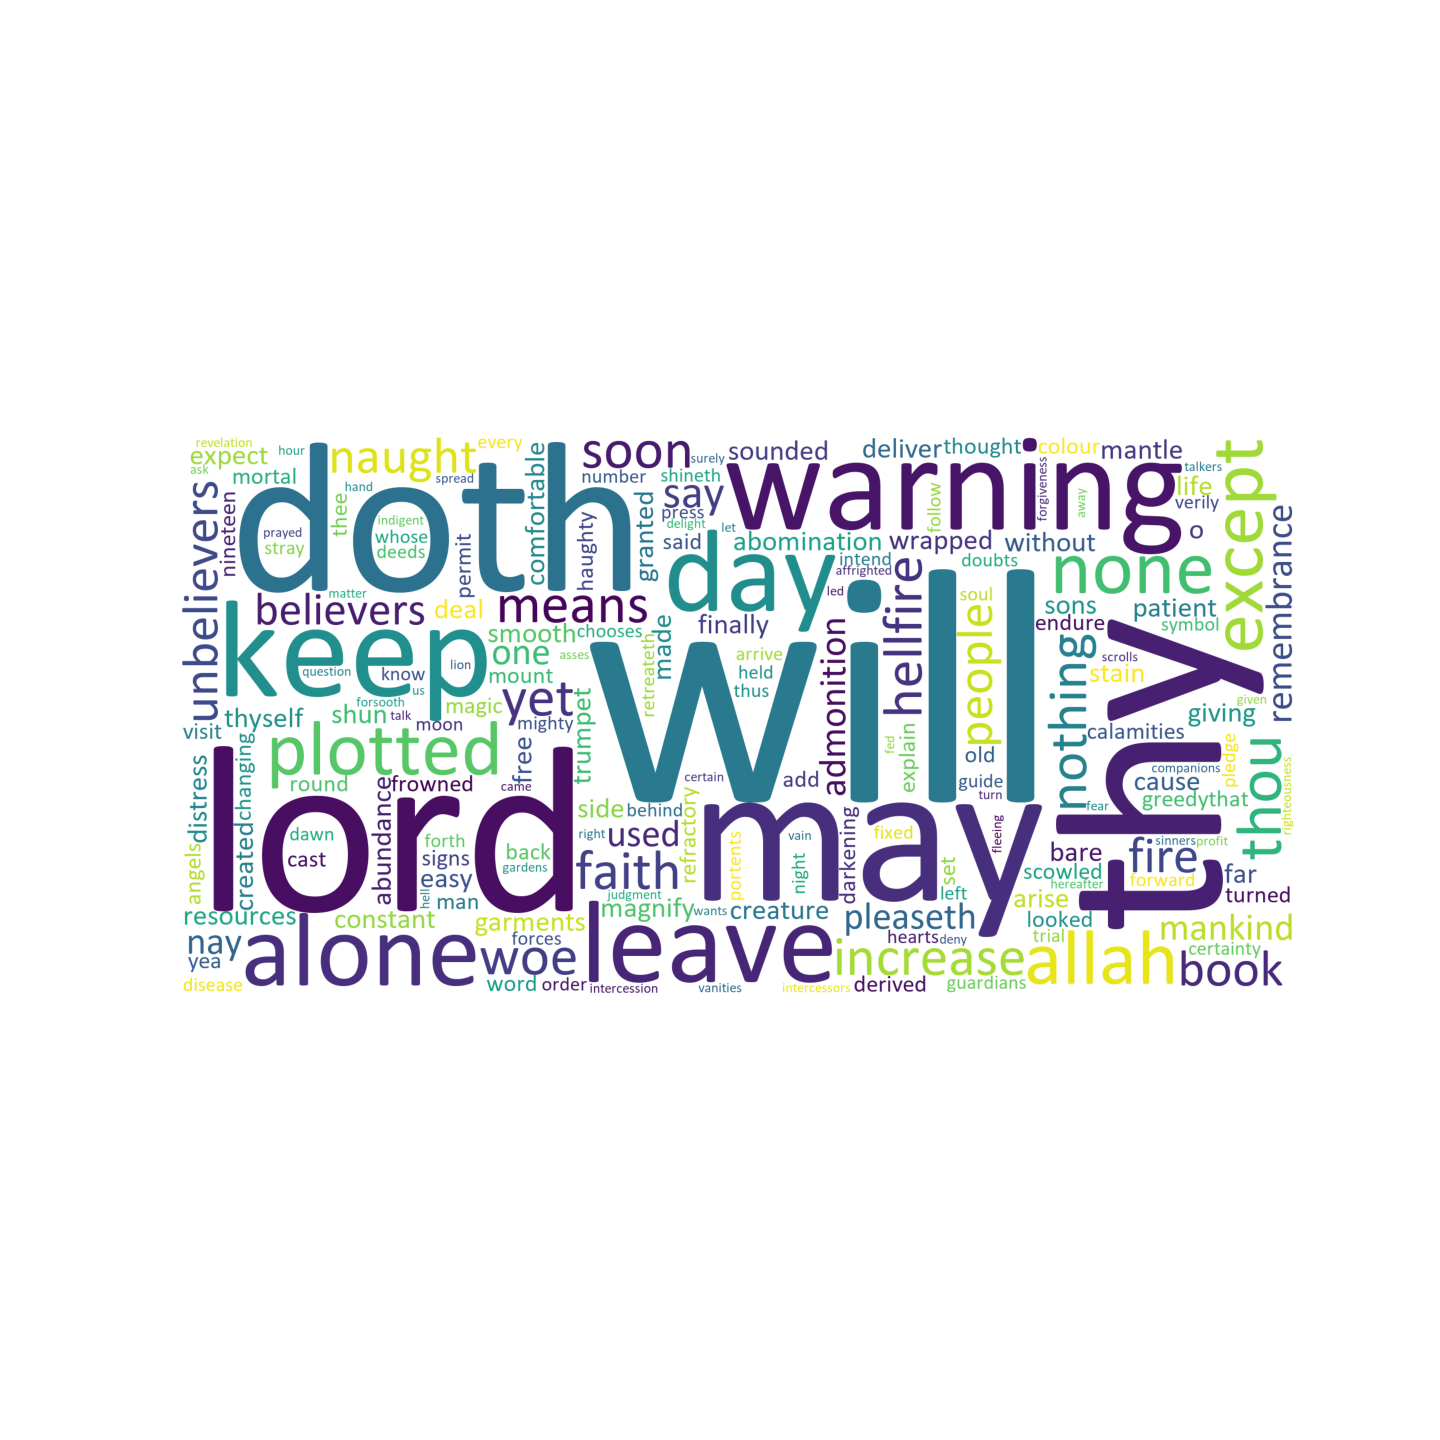 revelation
expect
ask
hour
mortal
naught
every
spread
comfortable
soon
surely
sounded
deliver
thought
colour
mantle
talkers
except
unbelievers
nineteen
thee
hand
prayed
stray
indigent
whose
deeds
doth
permit
number
haughty
granted
shineth
say
press
delight
let
said
warning
follow
forgiveness
away
life
verily
o
remembrance
matter
believers
deal
means
abomination
day
wrapped
without
intend
affrighted
doubts
none
keep
question
know
us
lion
smooth
chooses
one
asses
mount
made
retreateth
finally
arrive
held
thus
led
will
admonition
hellfire
soul
people
sons
endure
patient
symbol
scrolls
stain
nothing
thy
given
giving
visit
thyself
forsooth
shun
talk
magic
moon
yet
mighty
trumpet
plotted
free
round
frowned
came
certain
add
explain
fed
old
guide
turn
calamities
companions
cause
pledge
fear
greedythat
thou
righteousness
distress
changing
created
angels
lord
dawn
cast
abundance
forth
signs
easy
man
hell
back
gardens
side
behind
right
used
faith
refractory
portents
vain
night
may
darkening
fixed
set
left
fleeing
bare
scowled
hereafter
arise
fire
sinners
profit
forward
far
turned
resources
constant
garments
judgment
magnify
wants
creature
pleaseth
hearts
deny
looked
trial
mankind
certainty
nay
yea
alone
woe
forces
leave
increase
allah
book
disease
word
order
intercession
vanities
intercessors
derived
guardians